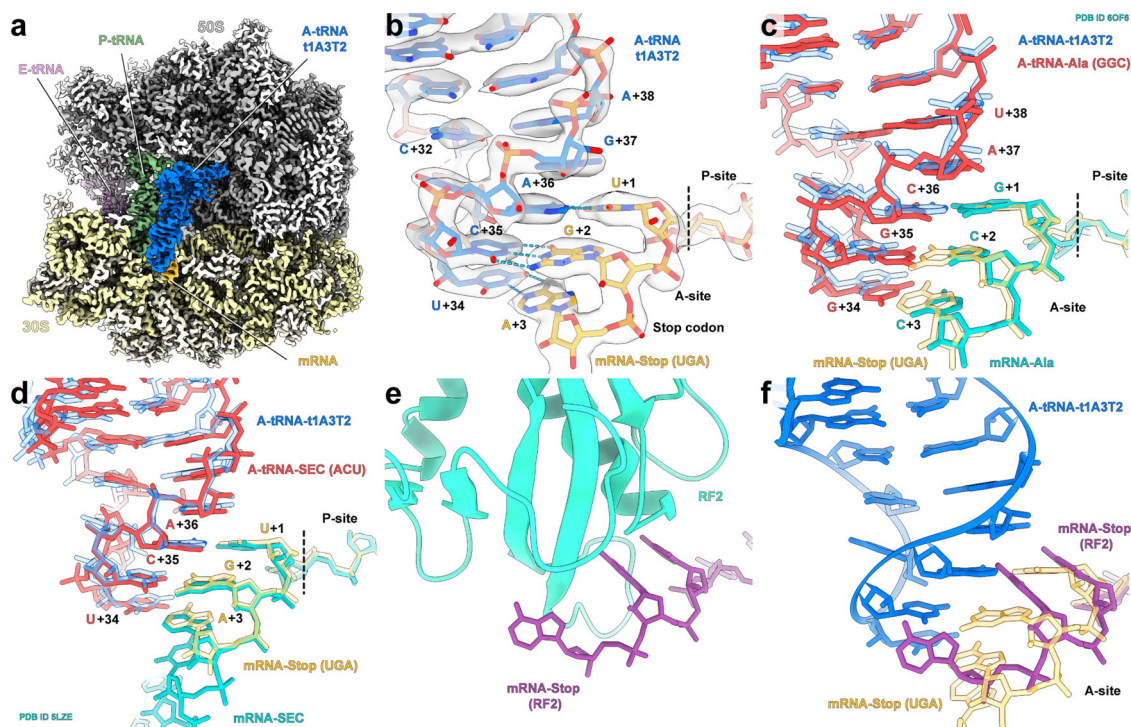 a
50S
P-tRNA
A-tRNA
t1A3T2
E-tRNA
30S
mRNA
b
A-tRNA
t1A3T2
A+38
C+32
G+37
A+36
U+1
P-site
C+35
G+2
U+34
A-site
A+3
Stop codon
mRNA-Stop (UGA)
c
PDB ID 6OF6
A-tRNA-t1A3T2
A-tRNA-Ala (GGC)
U+38
A+37
P-site
C+36
G+1
G+35
C+2
G+34
A-site
C+3
mRNA-Stop (UGA)
mRNA-Ala
d
A-tRNA-t1A3T2
A-tRNA-SEC (ACU)
A+36
U+1
P-site
C+35
G+2
U+34
A+3
mRNA-Stop (UGA)
PDB ID 5LZE
mRNA-SEC
e
RF2
mRNA-Stop
(RF2)
f
A-tRNA-t1A3T2
mRNA-Stop
(RF2)
A-site
mRNA-Stop (UGA)